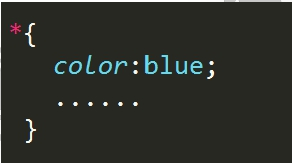 *{
color:blue;
......
}